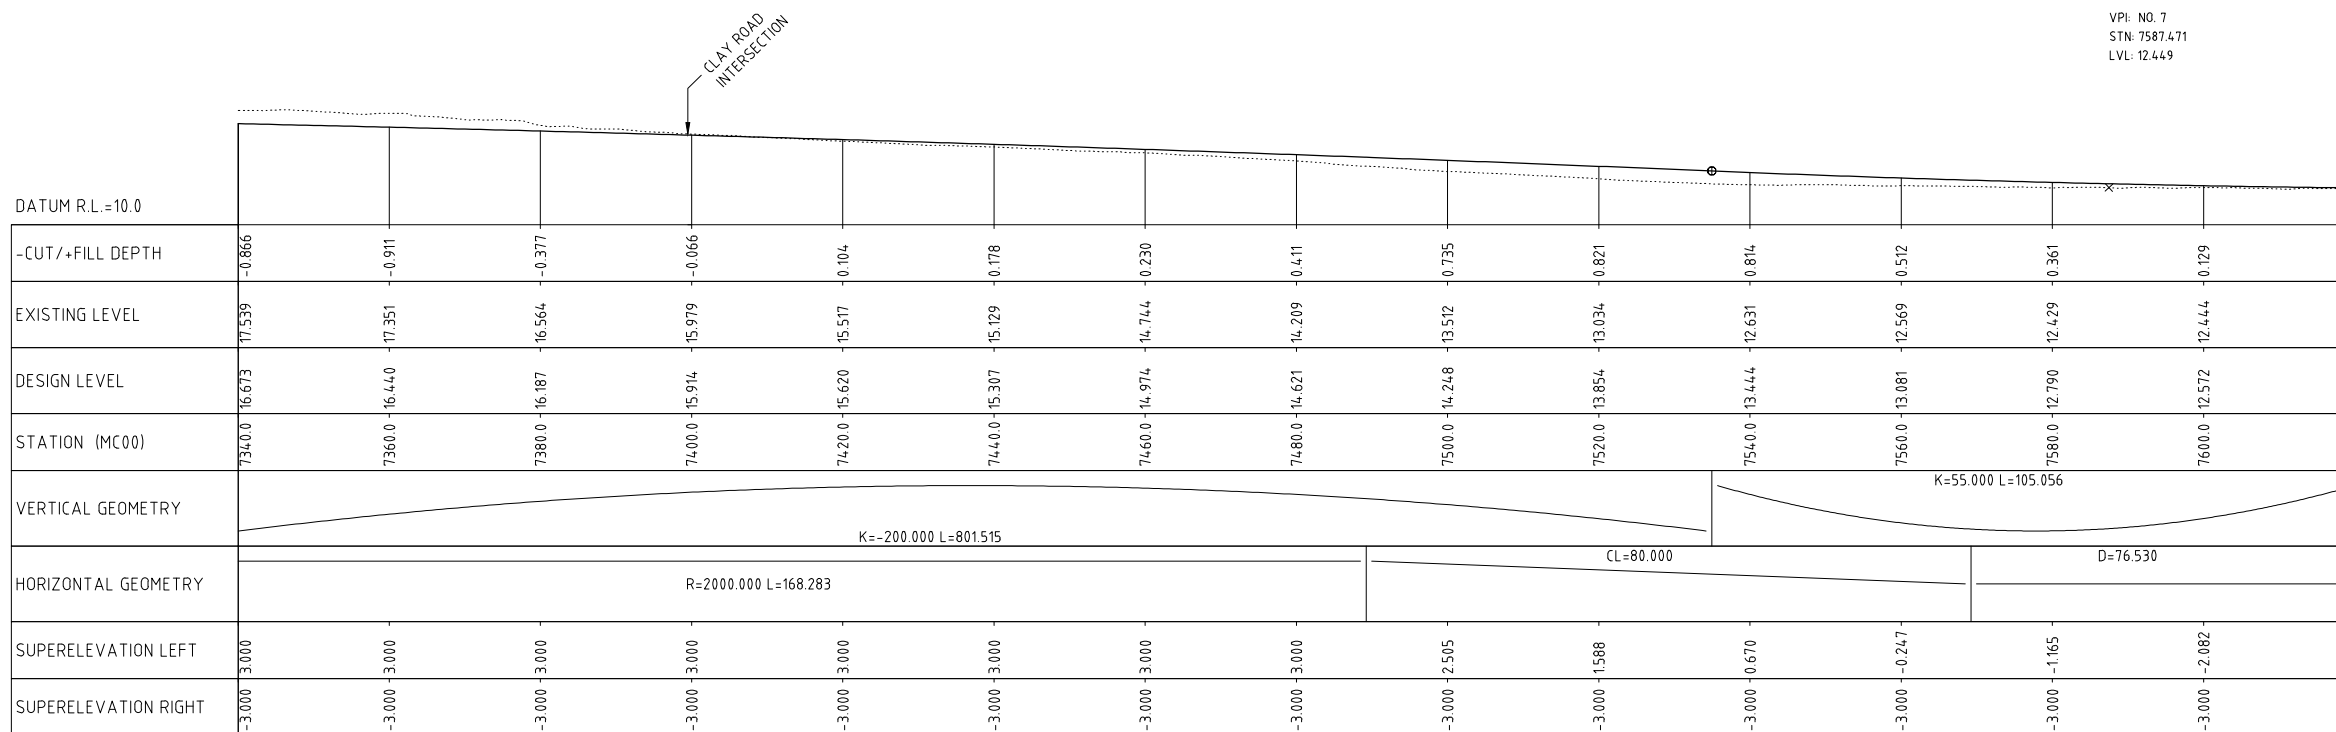 VPI: NO. 7
STN: 7587.471
LVL: 12.449
CLAY ROAD
INTERSECTION
DATUM R.L.=10.0
-CUT/+FILL DEPTH -0.866 -0.911 -0.377 -0.066 0.104 0.178 0.230 0.411 0.735 0.821 0.814 0.512 0.361 0.129
EXISTING LEVEL 17.539 17.351 16.564 15.979 15.517 15.129 14.744 14.209 13.512 13.034 12.631 12.569 12.429 12.444
DESIGN LEVEL 16.673 16.440 16.187 15.914 15.620 15.307 14.974 14.621 14.248 13.854 13.444 13.081 12.790 12.572
STATION (MC00) 7340.0 7360.0 7380.0 7400.0 7420.0 7440.0 7460.0 7480.0 7500.0 7520.0 7540.0 7560.0 7580.0 7600.0
VERTICAL GEOMETRY K=-200.000 L=801.515 K=55.000 L=105.056
HORIZONTAL GEOMETRY R=2000.000 L=168.283 CL=80.000 D=76.530
SUPERELEVATION LEFT 3.000 3.000 3.000 3.000 3.000 3.000 3.000 3.000 2.505 1.588 0.670 -0.247 -1.165 -2.082
SUPERELEVATION RIGHT -3.000 -3.000 -3.000 -3.000 -3.000 -3.000 -3.000 -3.000 -3.000 -3.000 -3.000 -3.000 -3.000 -3.000